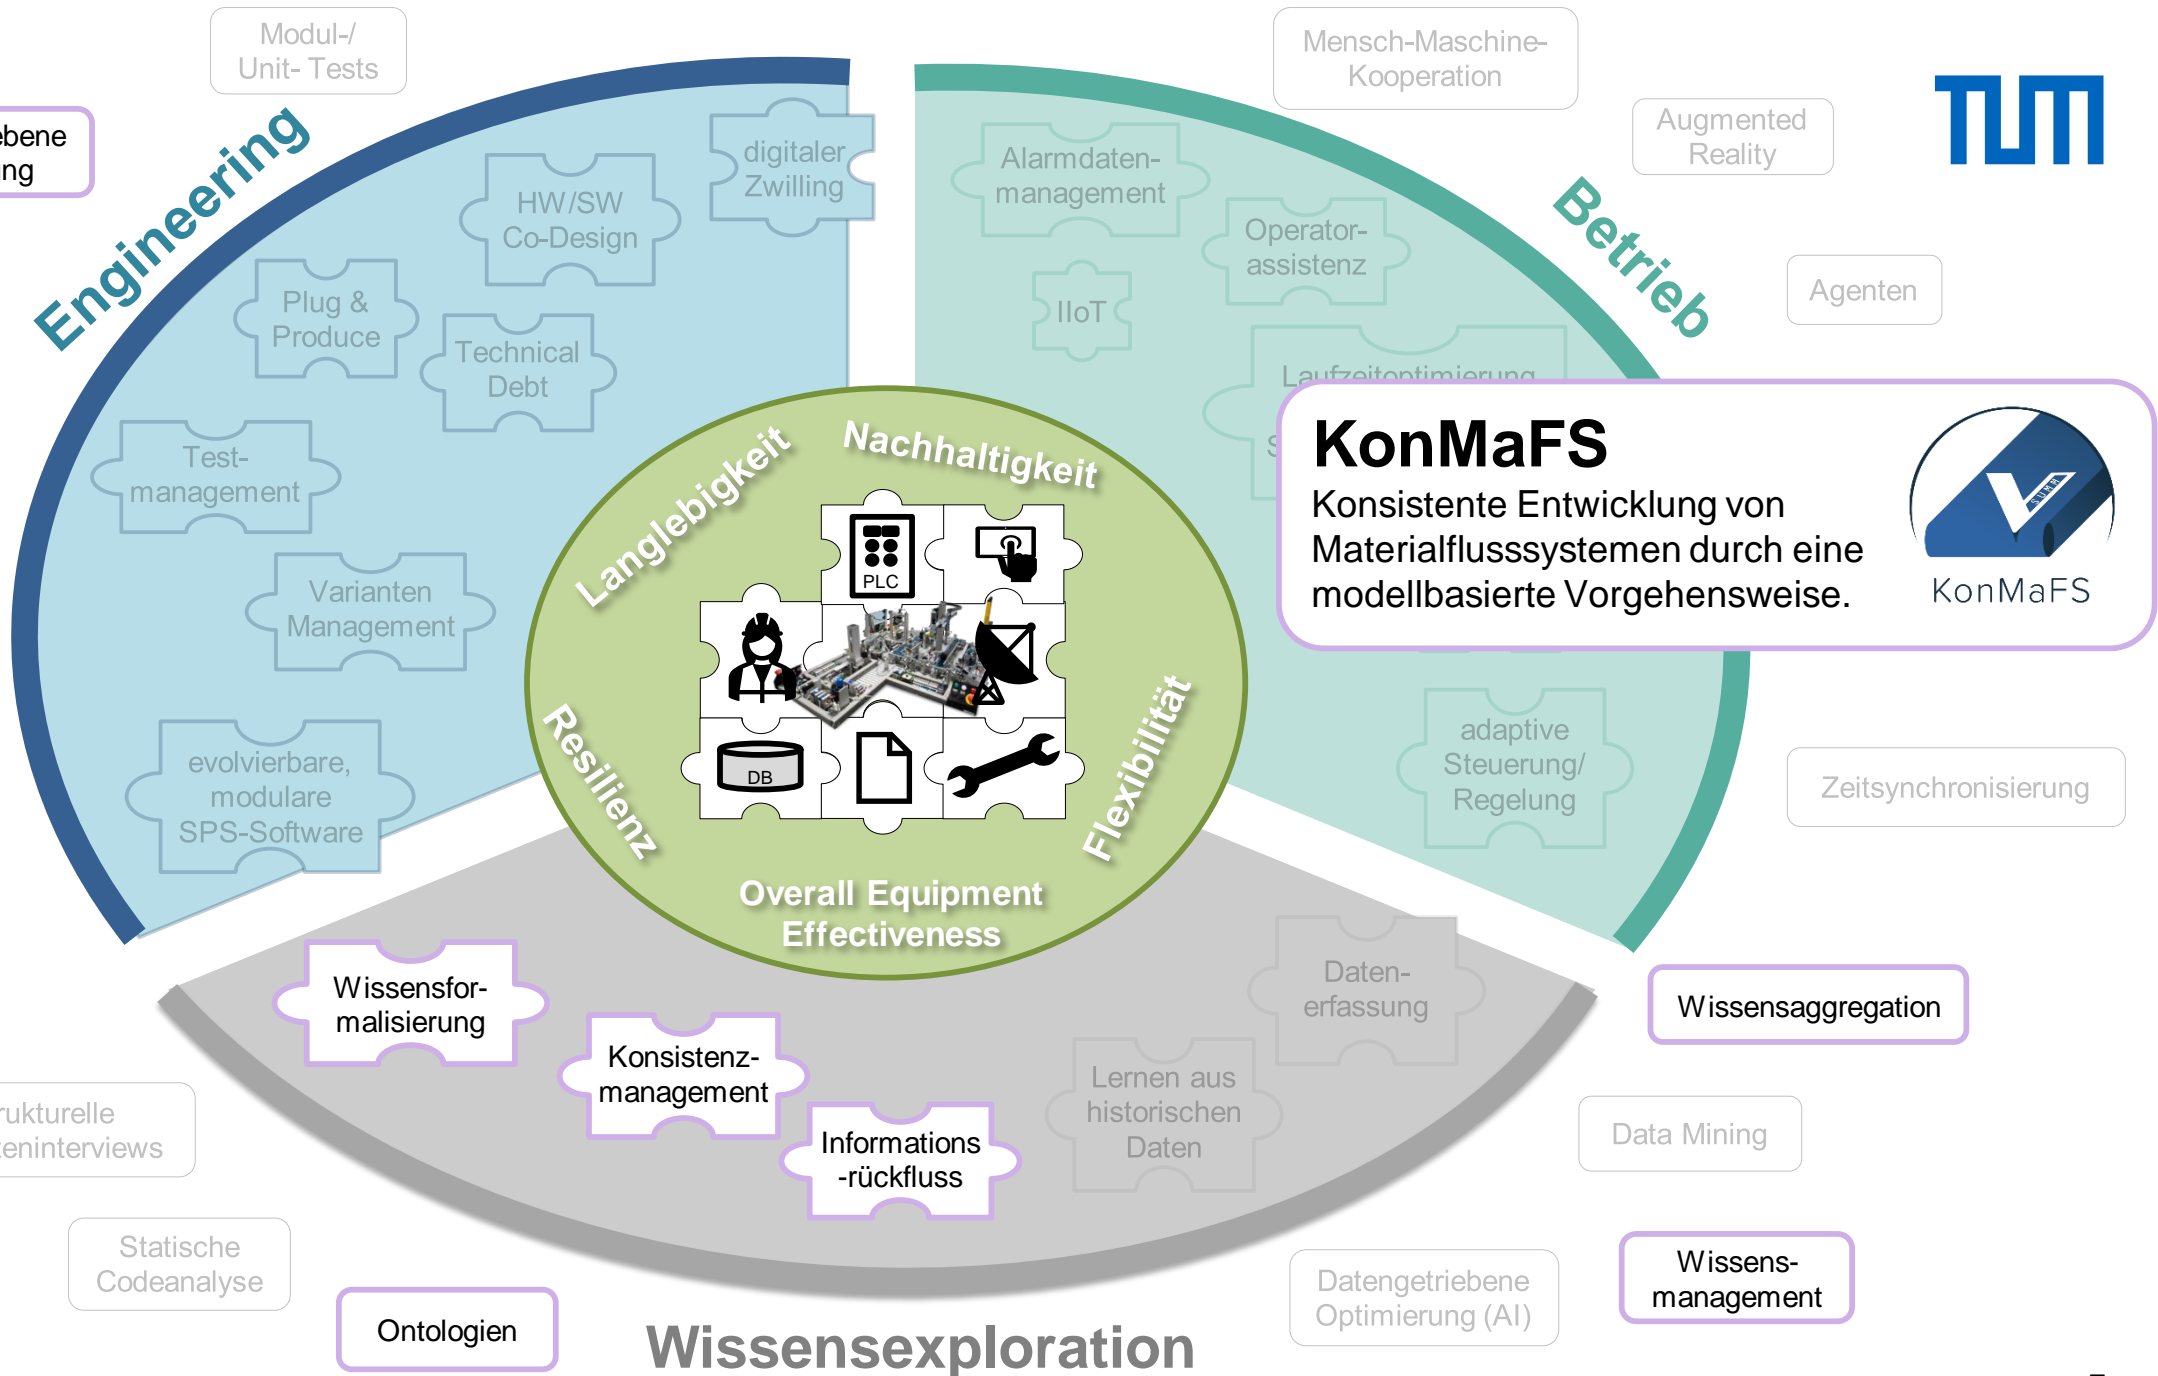 Modul-/
Unit- Tests
Mensch-Maschine-
Kooperation
TUM
Augmented
Reality
Engineering
digitaler
Zwilling
Alarmdaten-
management
HW/SW
Co-Design
Operator-
assistenz
Betrieb
Agenten
Plug &
Produce
IIoT
Technical
Debt
Laufzeitoptimierung
KonMaFS
Konsistente Entwicklung von
Materialflusssystemen durch eine
modellbasierte Vorgehensweise.
SUMM
KonMaFS
Test-
management
Langlebigkeit
Nachhaltigkeit
PLC
Varianten
Management
Resilienz
Flexibilität
DB
evolvierbare,
modulare
SPS-Software
adaptive
Steuerung/
Regelung
Zeitsynchronisierung
Overall Equipment
Effectiveness
Wissensfor-
malisierung
Daten-
erfassung
Wissensaggregation
Konsistenz-
management
Lernen aus
historischen
Daten
Informations
-rückfluss
Data Mining
Statische
Codeanalyse
Ontologien
Datengetriebene
Optimierung (AI)
Wissens-
management
Wissensexploration